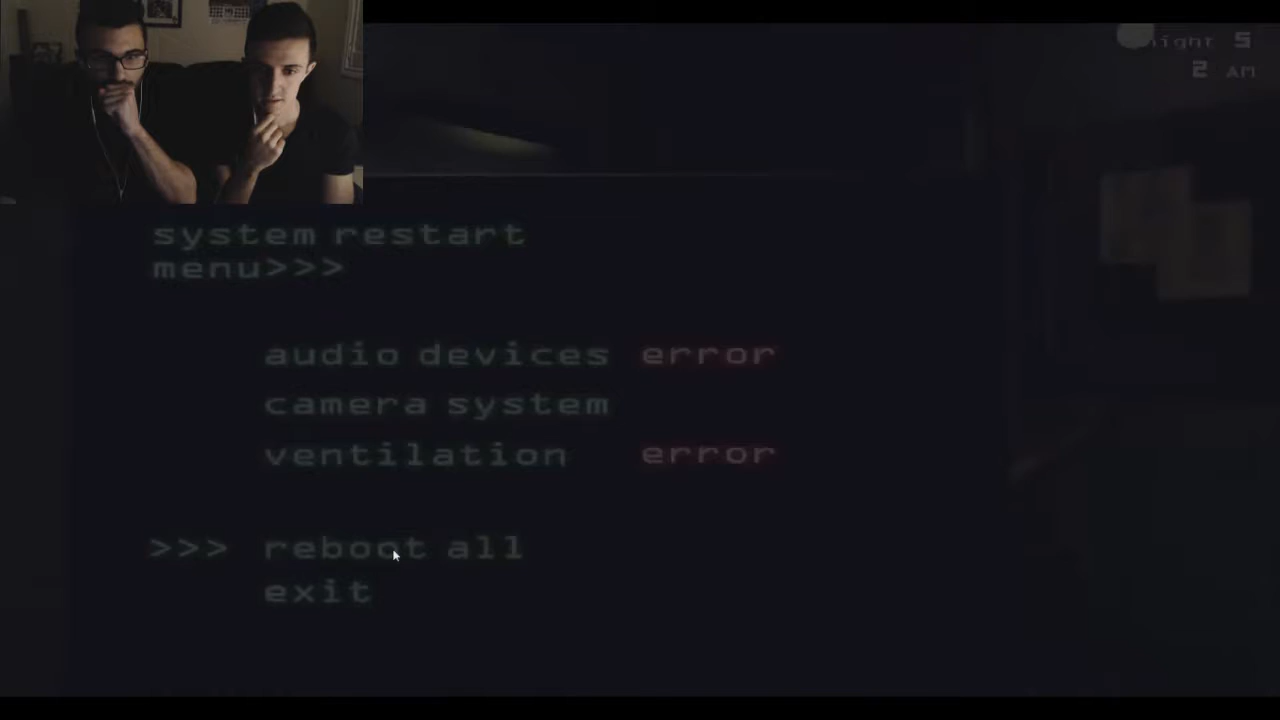 night 5
2 AM
system restart
menu>>>
audio devices error
camera system
ventilation error
>>> reboot all
exit